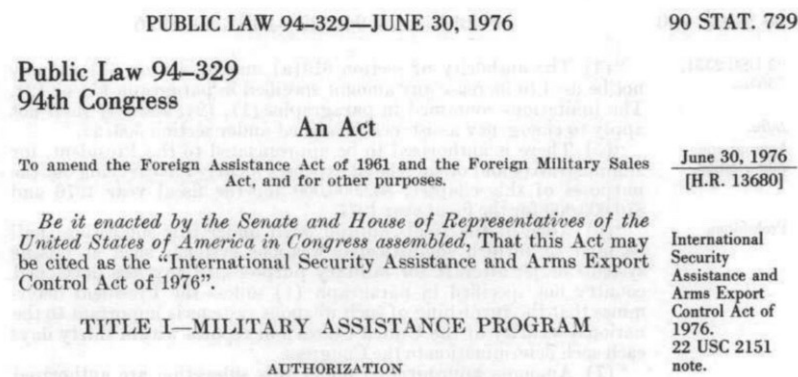 PUBLIC LAW 94–329—JUNE 30, 1976
90 STAT. 729
Public Law 94–329
94th Congress
An Act
To amend the Foreign Assistance Act of 1961 and the Foreign Military Sales
Act, and for other purposes.
June 30, 1976
[H.R. 13680]
Be it enacted by the Senate and House of Representatives of the
United States of America in Congress assembled, That this Act may
be cited as the “International Security Assistance and Arms Export
Control Act of 1976”.
International
Security
Assistance and
Arms Export
Control Act of
1976.
22 USC 2151
note.
TITLE I—MILITARY ASSISTANCE PROGRAM
AUTHORIZATION